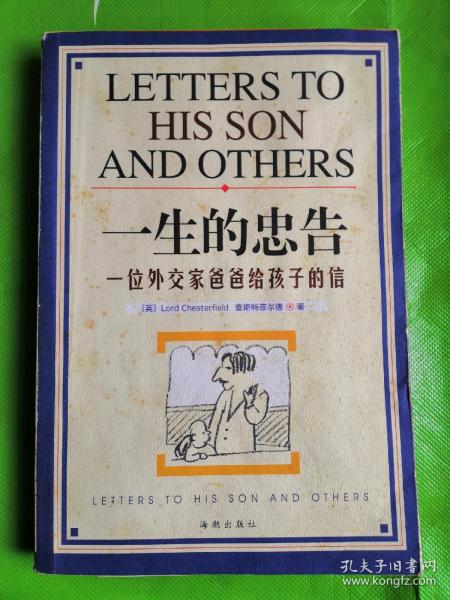 LETTERS TO
HIS SON
AND OTHERS
一生的忠告
一位外交家爸爸给孩子的信
[英] Lord Chesterfield 查斯特菲尔德 著
LETTERS TO HIS SON AND OTHERS
海潮出版社
孔夫子旧书网
www.kongfz.com